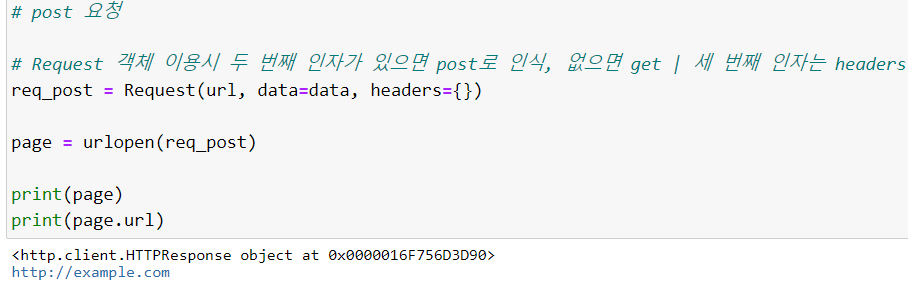 # post 요청
# Request 객체 이용시 두 번째 인자가 있으면 post로 인식, 없으면 get | 세 번째 인자는 headers
req_post = Request(url, data=data, headers={})
page = urlopen(req_post)
print(page)
print(page.url)
<http.client.HTTPResponse object at 0x0000016F756D3D90>
http://example.com